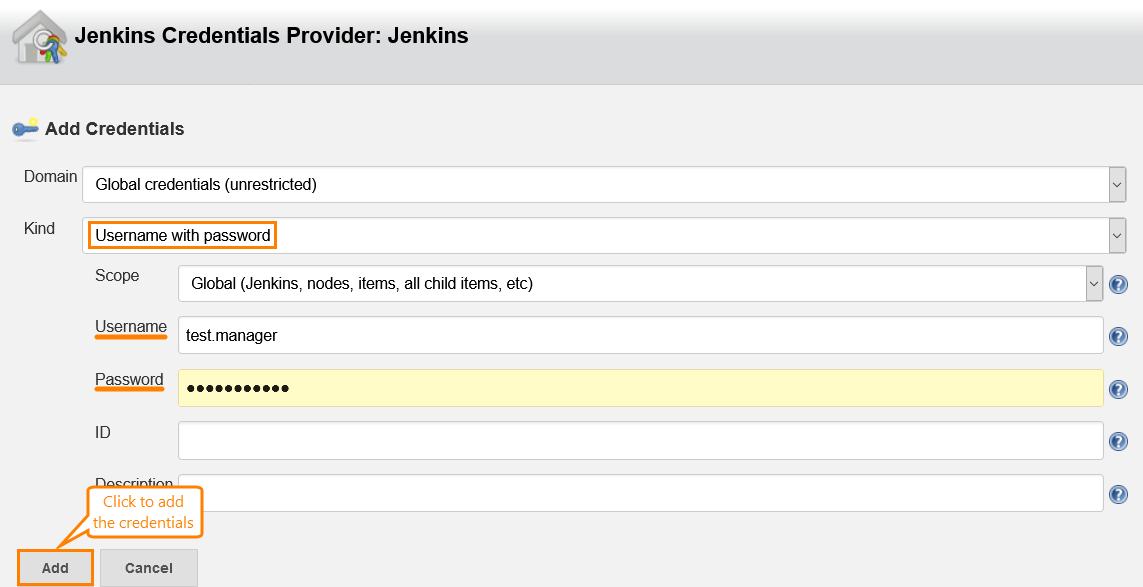 Jenkins Credentials Provider: Jenkins
Add Credentials
Domain
Global credentials (unrestricted)
Kind
Username with password
Scope
Global (Jenkins, nodes, items, all child items, etc)
?
Username
test.manager
?
Password
●●●●●●●●●●●
?
ID
?
Description
?
Click to add
the credentials
Add
Cancel